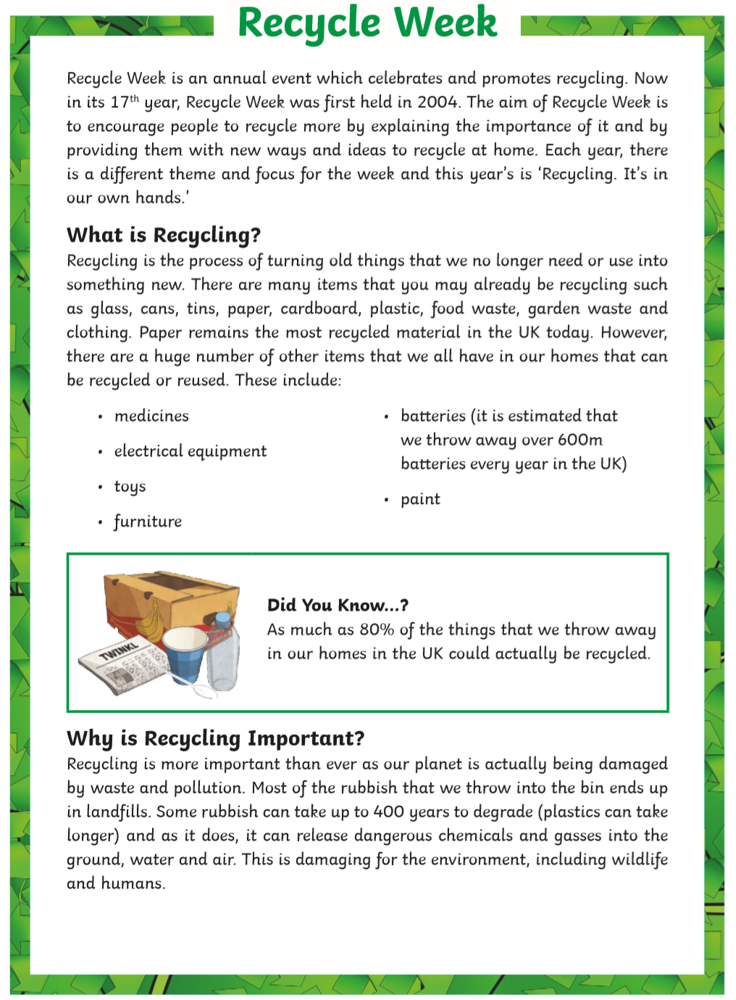 Recycle Week
Recycle Week is an annual event which celebrates and promotes recycling. Now
in its 17th year, Recycle Week was first held in 2004. The aim of Recycle Week is
to encourage people to recycle more by explaining the importance of it and by
providing them with new ways and ideas to recycle at home. Each year, there
is a different theme and focus for the week and this year's is ‘Recycling. It's in
our own hands.’
What is Recycling?
Recycling is the process of turning old things that we no longer need or use into
something new. There are many items that you may already be recycling such
as glass, cans, tins, paper, cardboard, plastic, food waste, garden waste and
clothing. Paper remains the most recycled material in the UK today. However,
there are a huge number of other items that we all have in our homes that can
be recycled or reused. These include:
• medicines
• electrical equipment
• toys
• furniture
• batteries (it is estimated that
we throw away over 600m
batteries every year in the UK)
• paint
TWINKL
Did You Know...?
As much as 80% of the things that we throw away
in our homes in the UK could actually be recycled.
Why is Recycling Important?
Recycling is more important than ever as our planet is actually being damaged
by waste and pollution. Most of the rubbish that we throw into the bin ends up
in landfills. Some rubbish can take up to 400 years to degrade (plastics can take
longer) and as it does, it can release dangerous chemicals and gasses into the
ground, water and air. This is damaging for the environment, including wildlife
and humans.